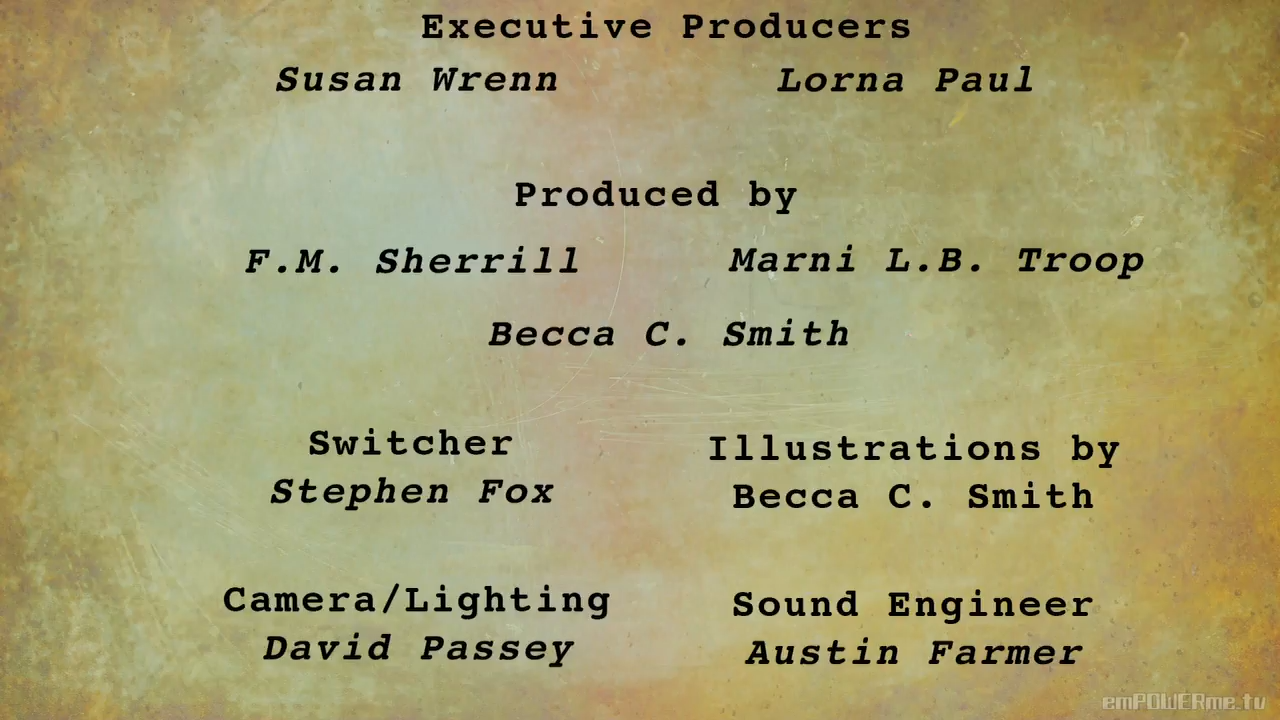 Executive Producers
Susan Wrenn Lorna Paul
Produced by
F.M. Sherrill Marni L.B. Troop
Becca C. Smith
Switcher
Stephen Fox
Illustrations by
Becca C. Smith
Camera/Lighting
David Passey
Sound Engineer
Austin Farmer
emPOWERme.tv